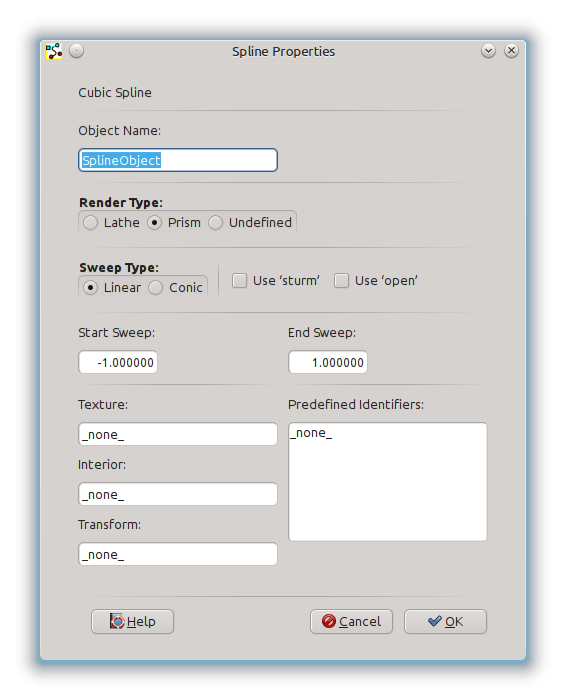 Spline Properties
Cubic Spline
Object Name:
SplineObject
Render Type:
Lathe Prism Undefined
Sweep Type:
Linear Conic Use ‘sturm’ Use ‘open’
Start Sweep: End Sweep:
-1.000000 1.000000
Texture: Predefined Identifiers:
_none_ _none_
Interior:
_none_
Transform:
_none_
Help Cancel OK